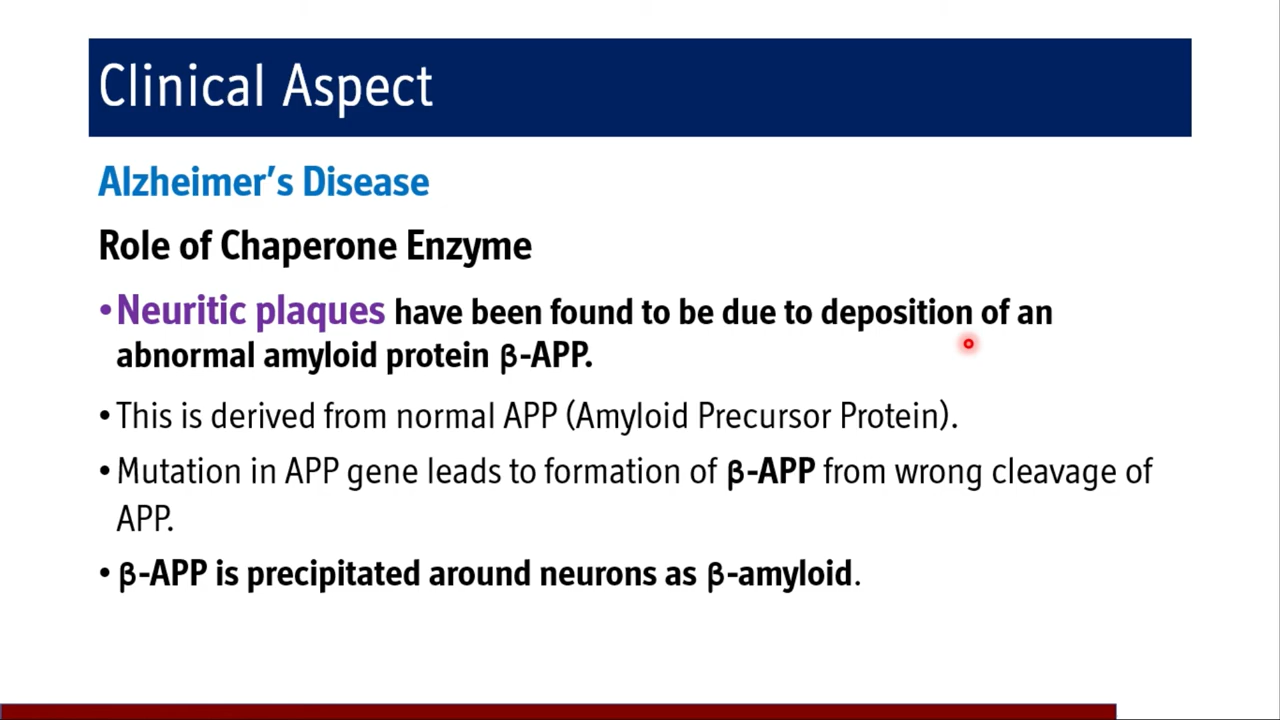 Clinical Aspect
Alzheimer’s Disease
Role of Chaperone Enzyme
•Neuritic plaques have been found to be due to deposition of an
abnormal amyloid protein β-APP.
• This is derived from normal APP (Amyloid Precursor Protein).
• Mutation in APP gene leads to formation of β-APP from wrong cleavage of
APP.
• β-APP is precipitated around neurons as β-amyloid.